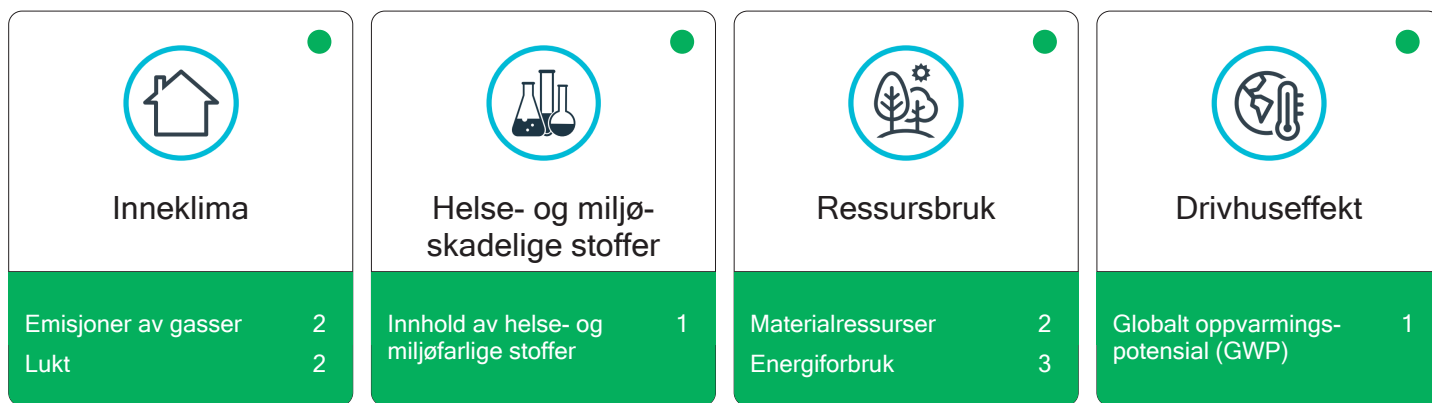 Inneklima
Emisjoner av gasser 2
Lukt 2
Helse- og miljø-
skadelige stoffer
Innhold av helse- og 1
miljøfarlige stoffer
Ressursbruk
Materialressurser 2
Energiforbruk 3
Drivhuseffekt
Globalt oppvarmings- 1
potensial (GWP)